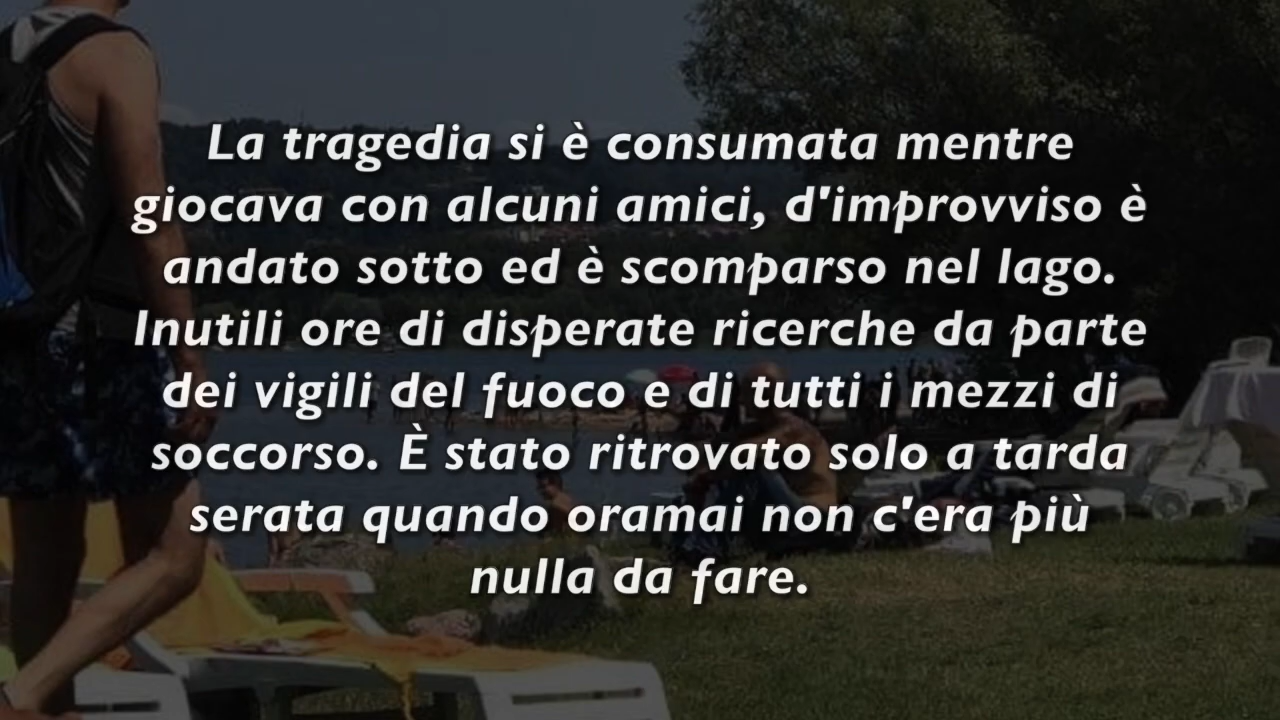 La tragedia si è consumata mentre
giocava con alcuni amici, d'improvviso è
andato sotto ed è scomparso nel lago.
Inutili ore di disperate ricerche da parte
dei vigili del fuoco e di tutti i mezzi di
soccorso. È stato ritrovato solo a tarda
serata quando oramai non c'era più
nulla da fare.